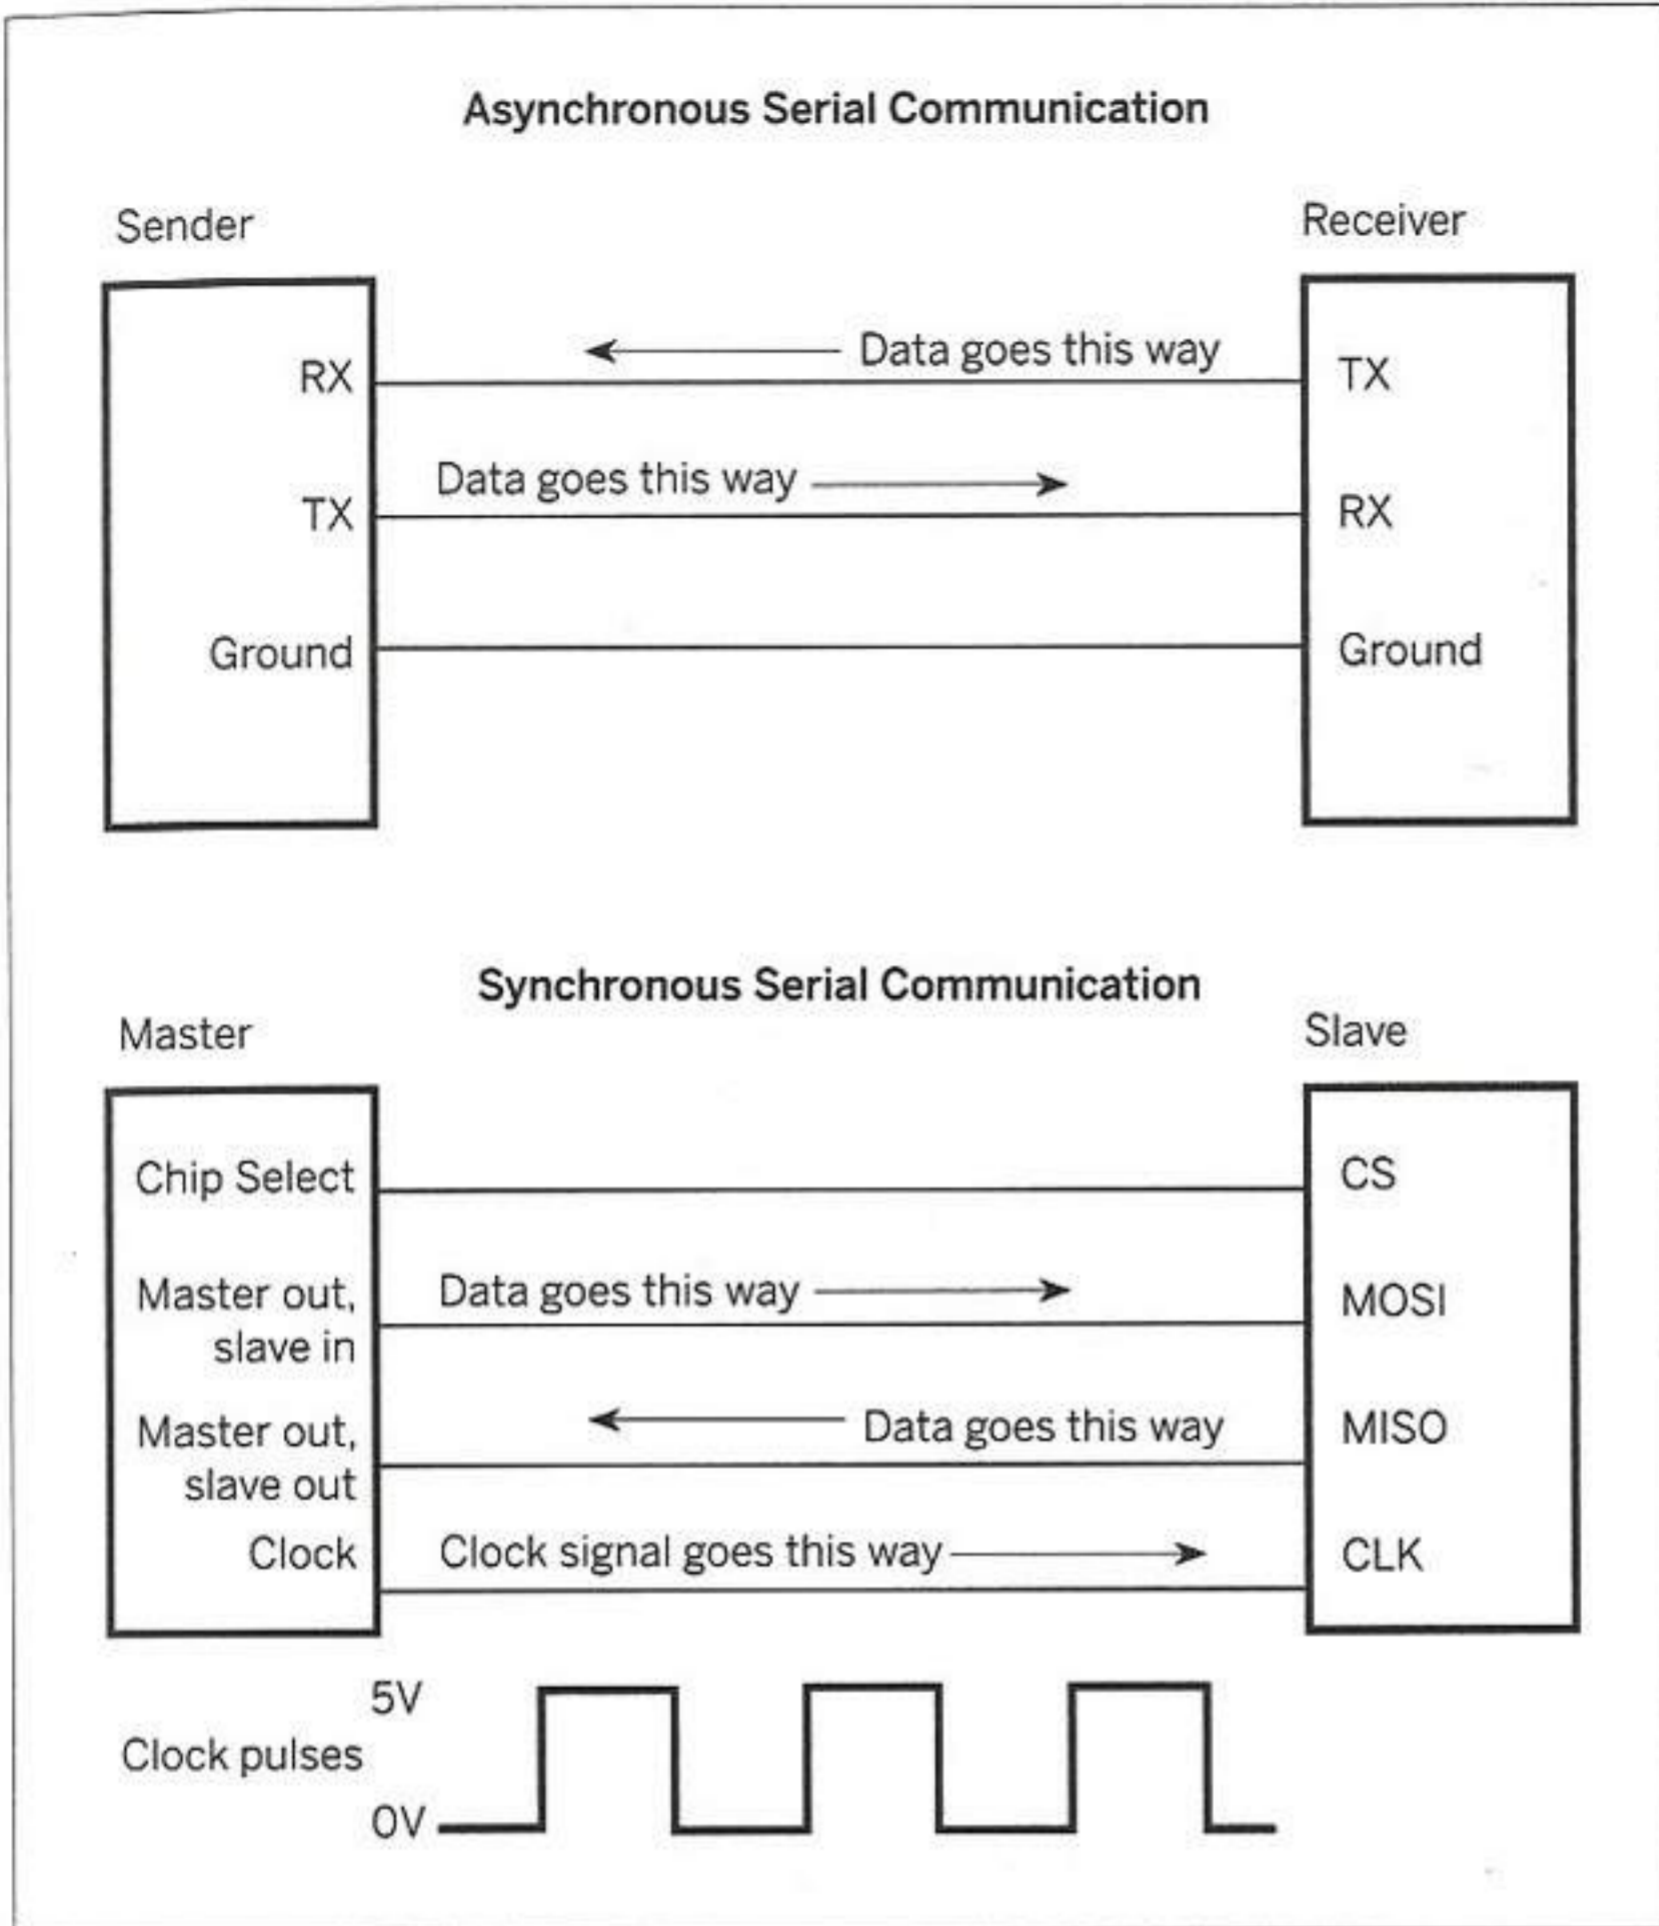 Asynchronous Serial Communication
Sender
Receiver
RX
Data goes this way
TX
TX
Data goes this way
RX
Ground
Ground
Synchronous Serial Communication
Master
Slave
Chip Select
CS
Master out,
slave in
Data goes this way
MOSI
Master out,
slave out
Data goes this way
MISO
Clock
Clock signal goes this way
CLK
5V
Clock pulses
0V